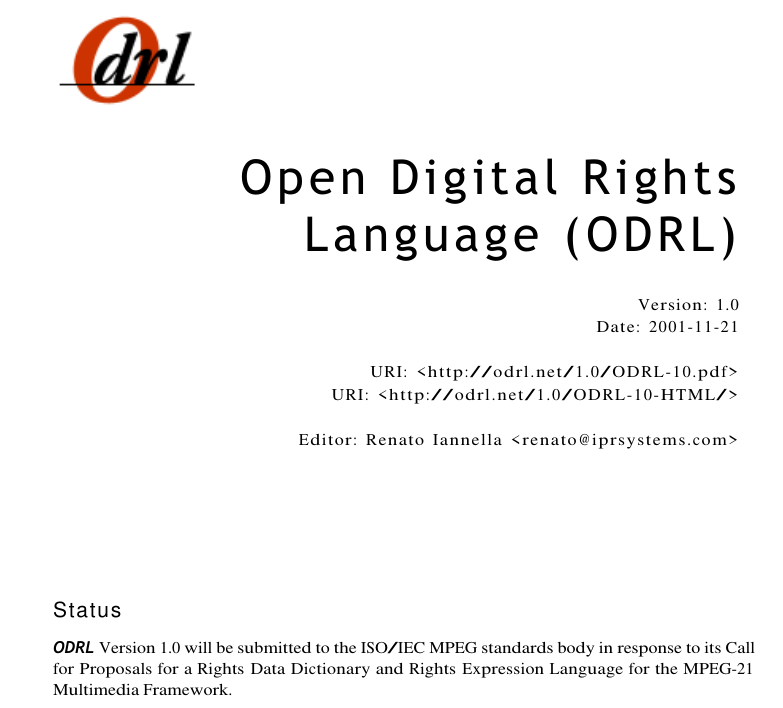 Odrl
Open Digital Rights
Language (ODRL)
Version: 1.0
Date: 2001-11-21
URI: <http://odrl.net/1.0/ODRL-10.pdf>
URI: <http://odrl.net/1.0/ODRL-10-HTML/>
Editor: Renato Iannella <renato@iprsystems.com>
Status
ODRL Version 1.0 will be submitted to the ISO/IEC MPEG standards body in response to its Call
for Proposals for a Rights Data Dictionary and Rights Expression Language for the MPEG-21
Multimedia Framework.